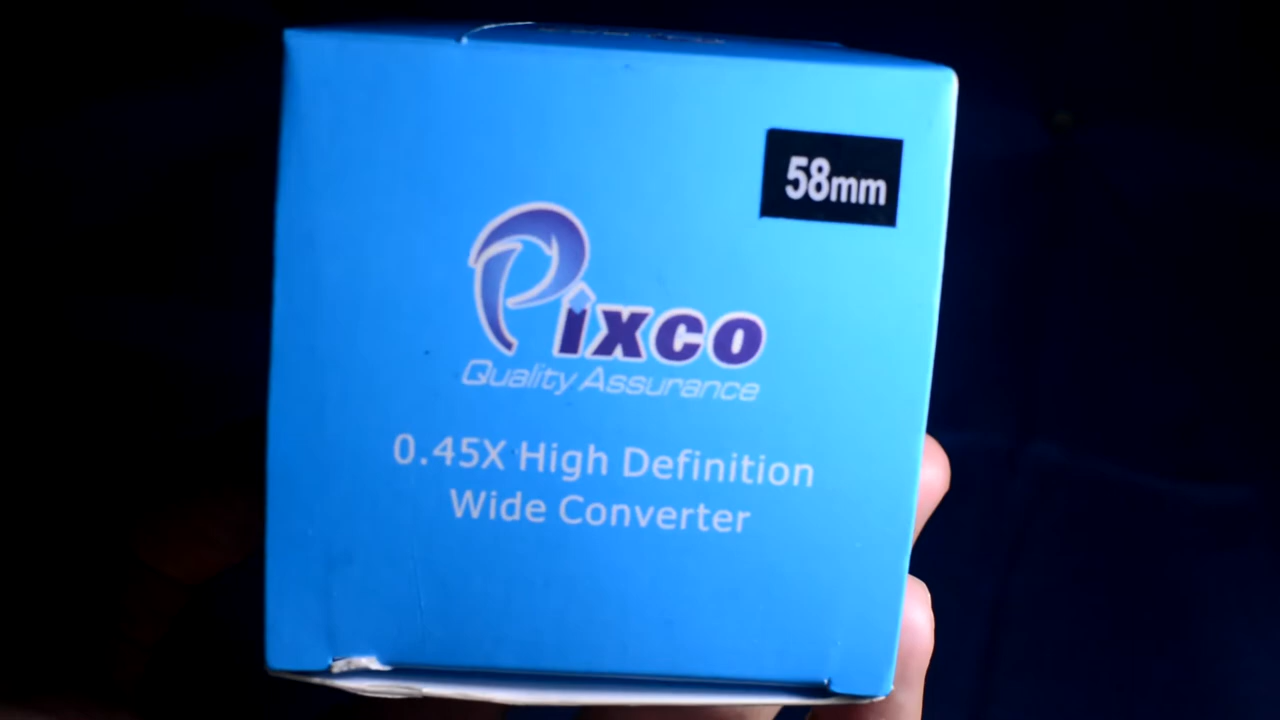 58mm
Pixco
Quality Assurance
0.45X High Definition
Wide Converter